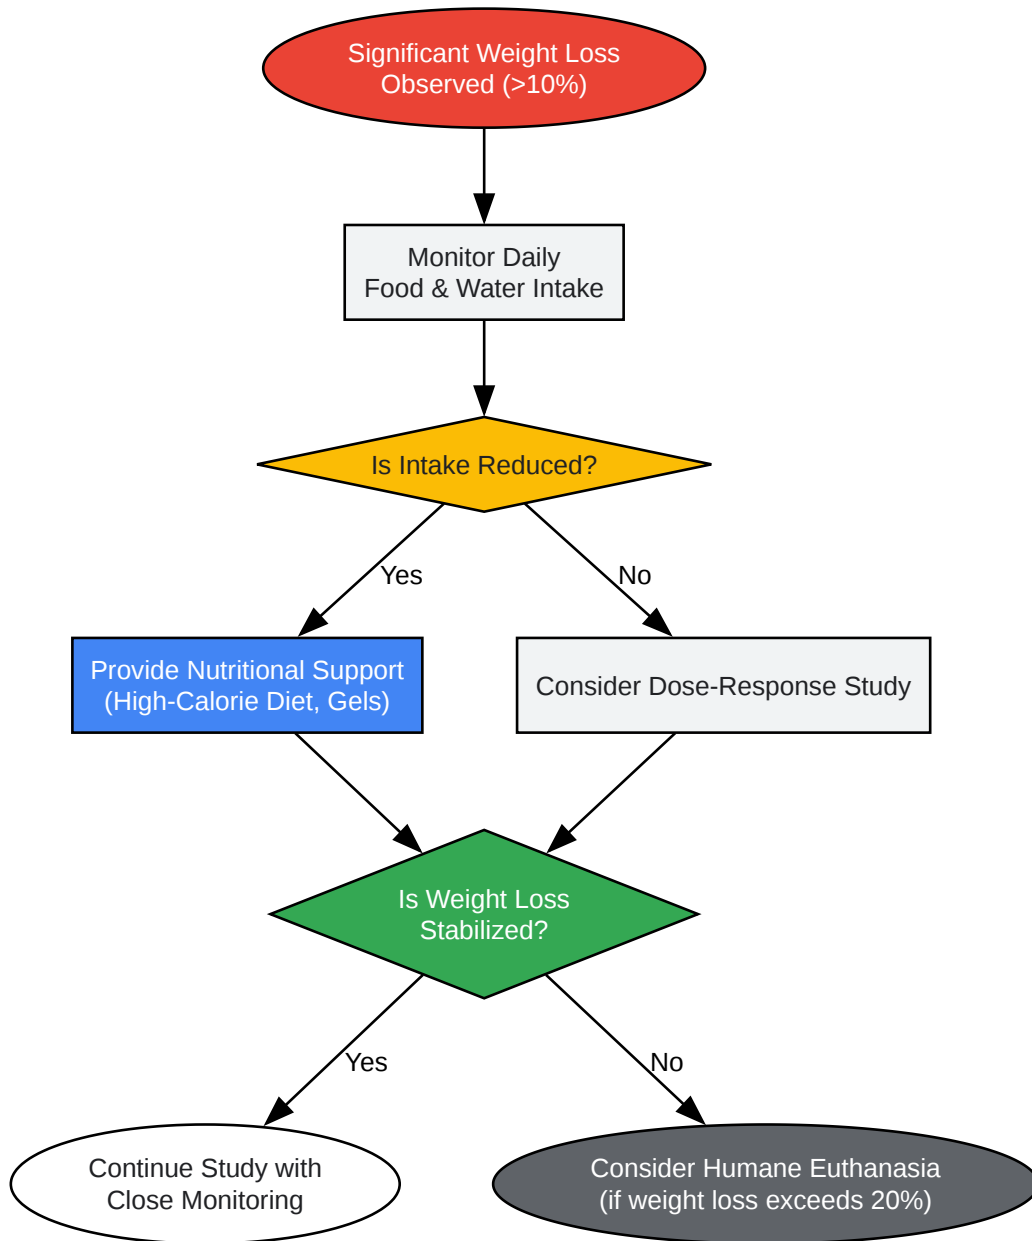 Significant Weight Loss
Observed (>10%)
Monitor Daily
Food & Water Intake
Is Intake Reduced?
Yes
No
Provide Nutritional Support
(High-Calorie Diet, Gels)
Consider Dose-Response Study
Is Weight Loss
Stabilized?
Yes
No
Continue Study with
Close Monitoring
Consider Humane Euthanasia
(if weight loss exceeds 20%)